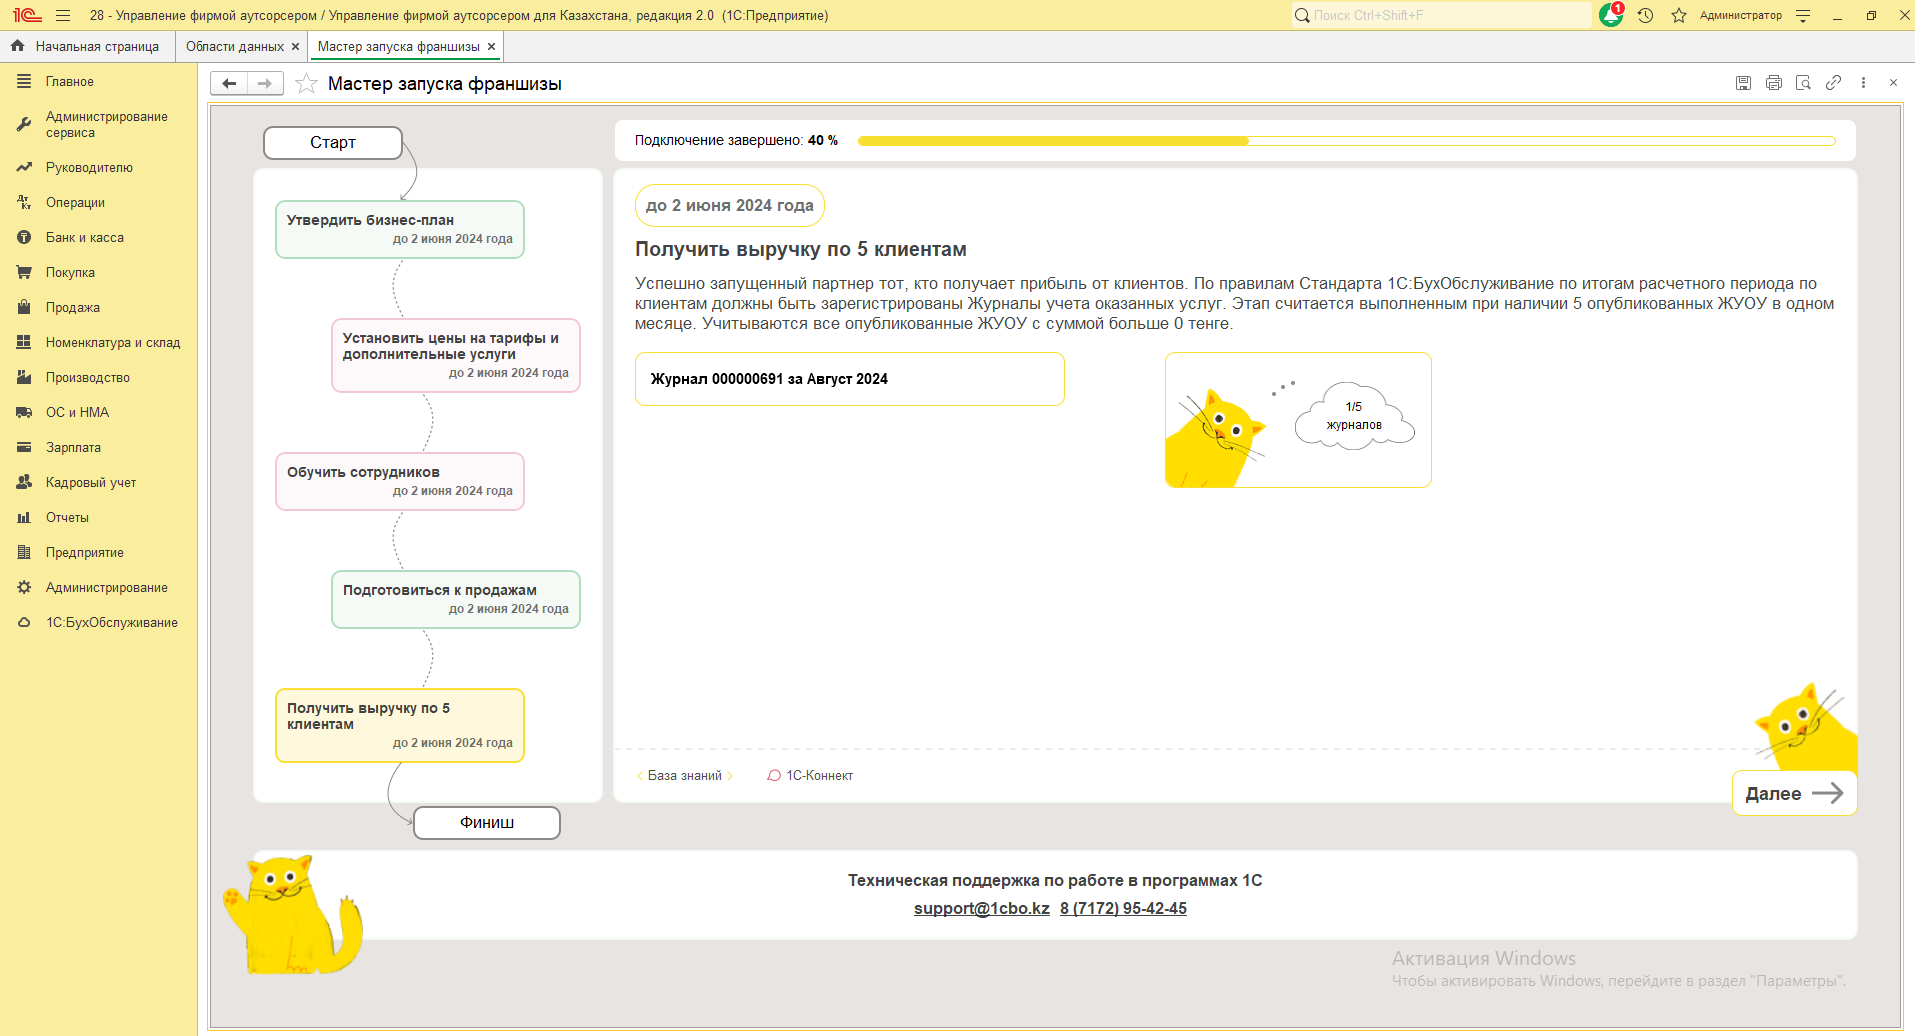 1С
28 - Управление фирмой аутсорсером / Управление фирмой аутсорсером для Казахстана, редакция 2.0 (1С:Предприятие)
Поиск Ctrl+Shift+F
1
Администратор
Начальная страница
Области данных
Мастер запуска франшизы
Главное
Администрирование
сервиса
Руководителю
Операции
Банк и касса
Покупка
Продажа
Номенклатура и склад
Производство
ОС и НМА
Зарплата
Кадровый учет
Отчеты
Предприятие
Администрирование
1С:БухОбслуживание
Мастер запуска франшизы
Старт
Утвердить бизнес-план
до 2 июня 2024 года
Установить цены на тарифы и
дополнительные услуги
до 2 июня 2024 года
Обучить сотрудников
до 2 июня 2024 года
Подготовиться к продажам
до 2 июня 2024 года
Получить выручку по 5
клиентам
до 2 июня 2024 года
Финиш
Подключение завершено: 40 %
до 2 июня 2024 года
Получить выручку по 5 клиентам
Успешно запущенный партнер тот, кто получает прибыль от клиентов. По правилам Стандарта 1С:БухОбслуживание по итогам расчетного периода по
клиентам должны быть зарегистрированы Журналы учета оказанных услуг. Этап считается выполненным при наличии 5 опубликованных ЖУОУ в одном
месяце. Учитываются все опубликованные ЖУОУ с суммой больше 0 тенге.
Журнал 000000691 за Август 2024
1/5
журналов
База знаний
1С-Коннект
Далее
Техническая поддержка по работе в программах 1С
support@1cbo.kz 8 (7172) 95-42-45
Активация Windows
Чтобы активировать Windows, перейдите в раздел "Параметры".